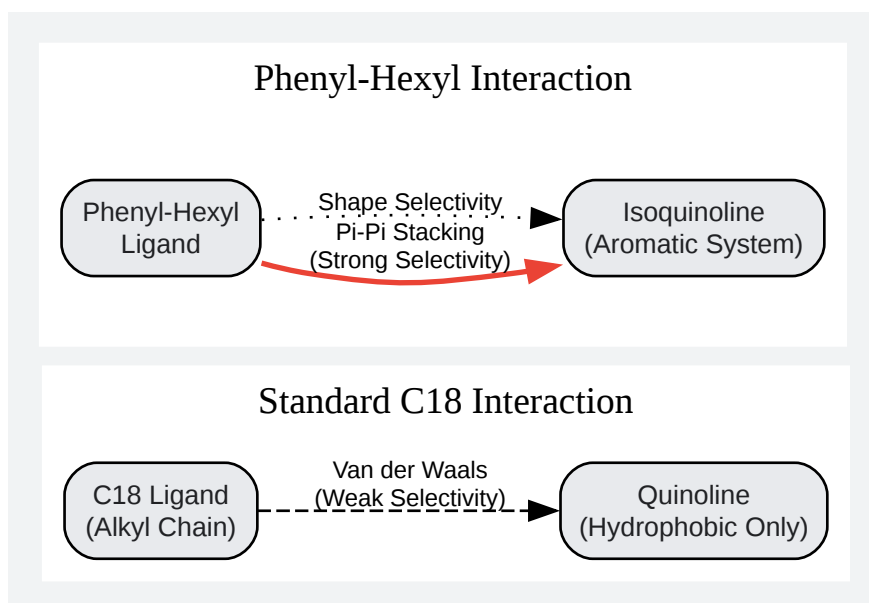 Phenyl-Hexyl Interaction
Phenyl-Hexyl
Ligand
Shape Selectivity
Pi-Pi Stacking
(Strong Selectivity)
Isoquinoline
(Aromatic System)
Standard C18 Interaction
C18 Ligand
(Alkyl Chain)
Van der Waals
(Weak Selectivity)
Quinoline
(Hydrophobic Only)